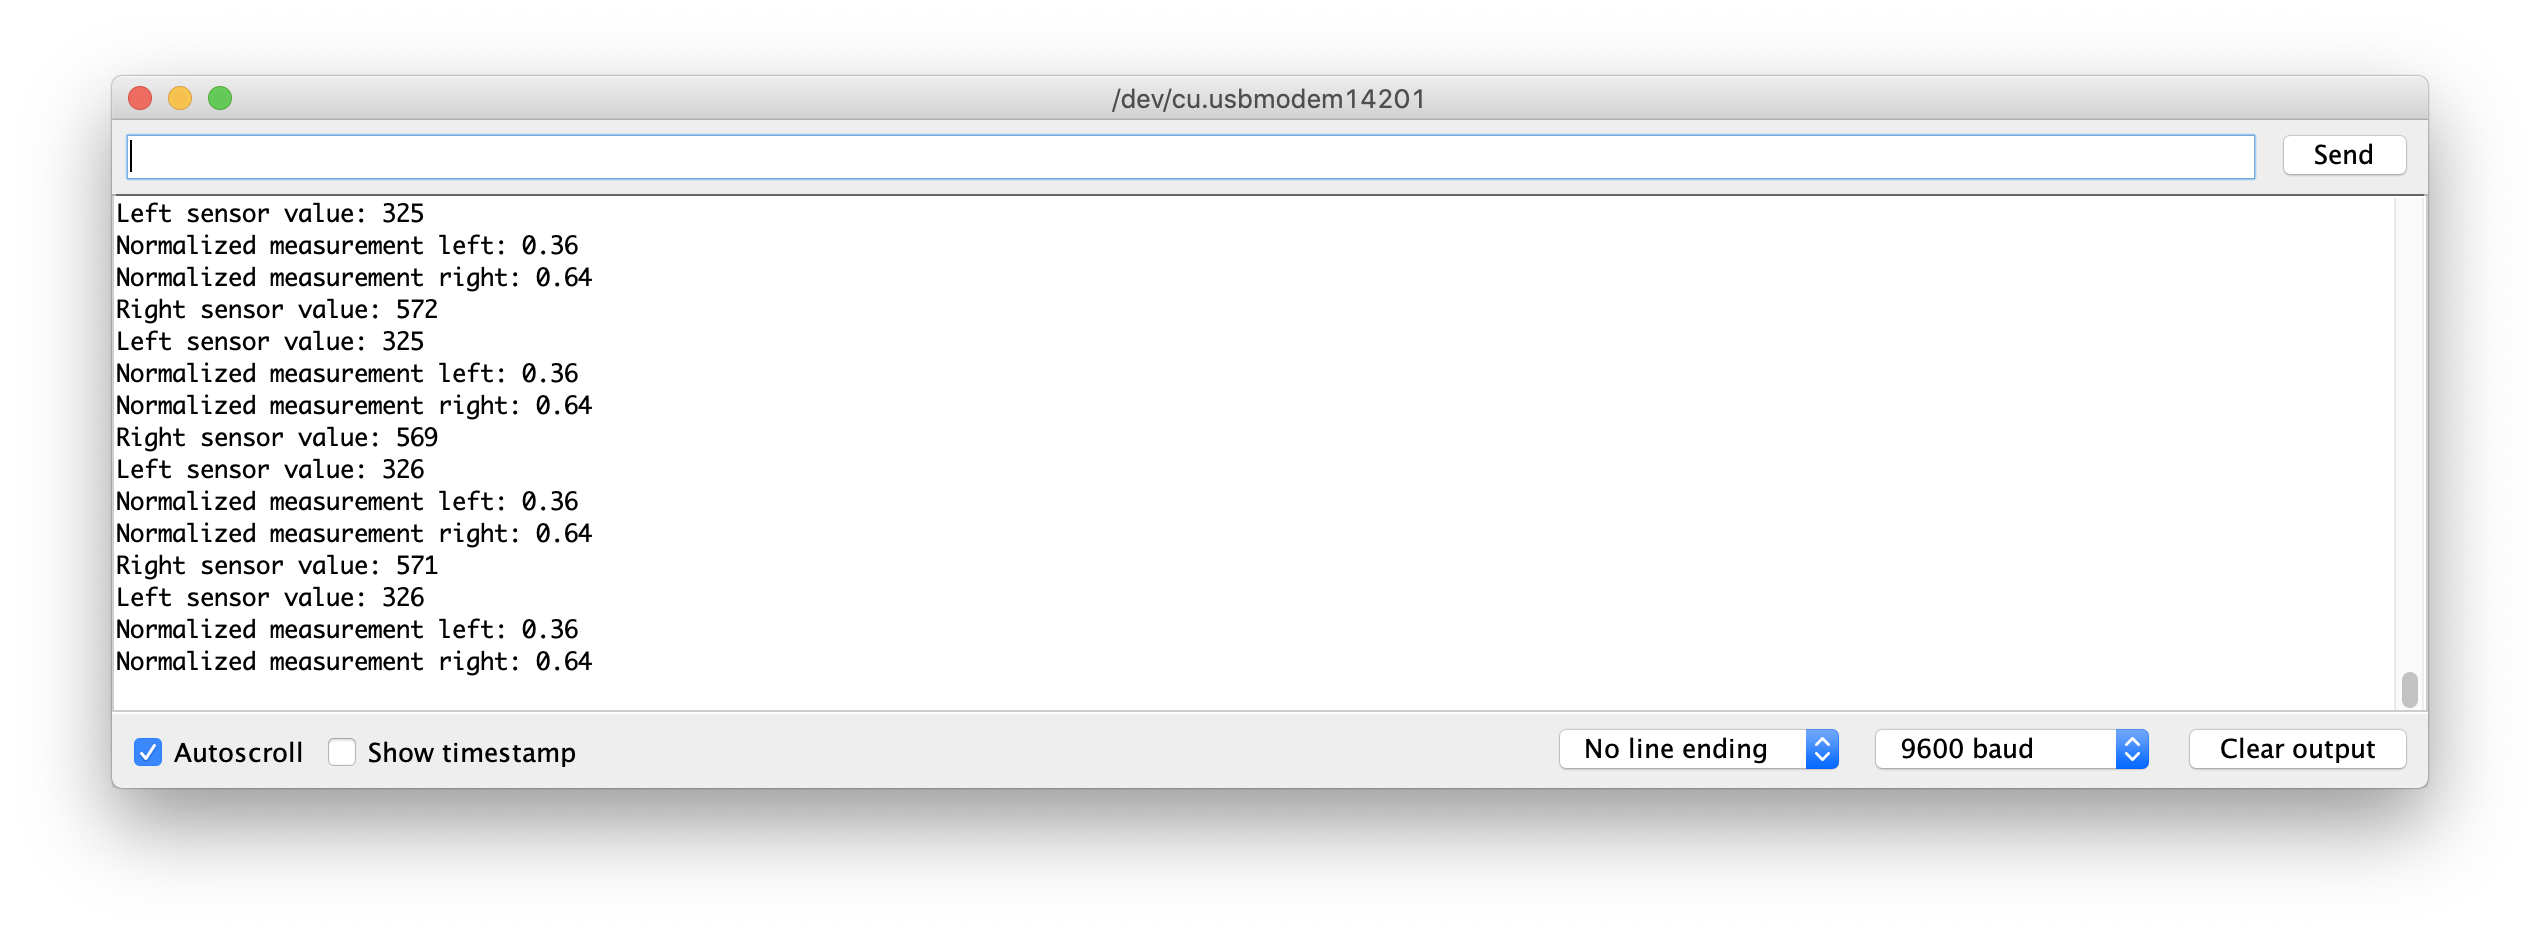 /dev/cu.usbmodem14201
Send
Left sensor value: 325
Normalized measurement left: 0.36
Normalized measurement right: 0.64
Right sensor value: 572
Left sensor value: 325
Normalized measurement left: 0.36
Normalized measurement right: 0.64
Right sensor value: 569
Left sensor value: 326
Normalized measurement left: 0.36
Normalized measurement right: 0.64
Right sensor value: 571
Left sensor value: 326
Normalized measurement left: 0.36
Normalized measurement right: 0.64
Autoscroll Show timestamp No line ending 9600 baud Clear output